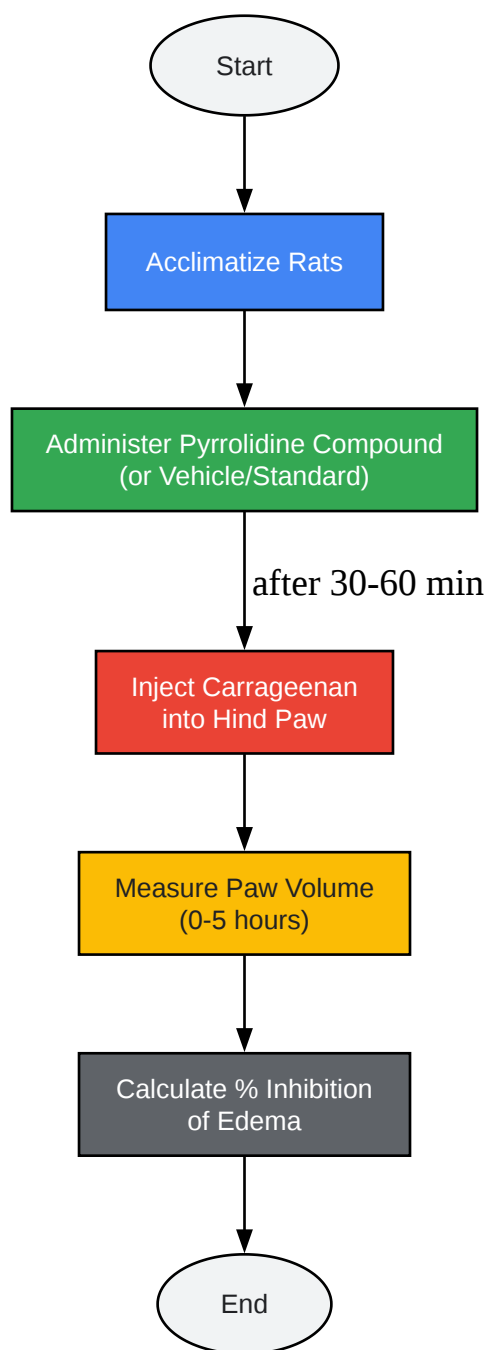 Start
Acclimatize Rats
Administer Pyrrolidine Compound
(or Vehicle/Standard)
after 30-60 min
Inject Carrageenan
into Hind Paw
Measure Paw Volume
(0-5 hours)
Calculate % Inhibition
of Edema
End